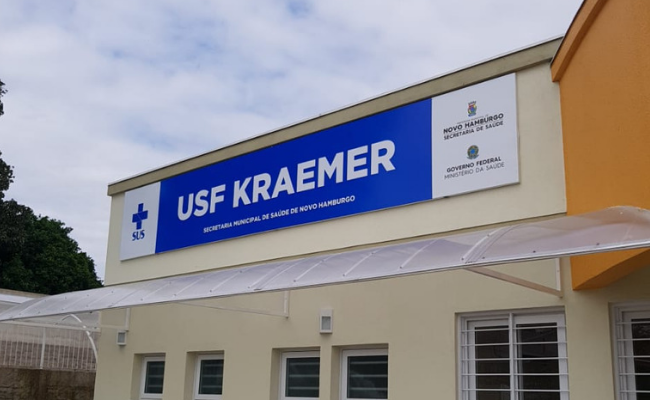 SUS
USF KRAEMER
SECRETARIA MUNICIPAL DE SAÚDE DE NOVO HAMBURGO
NOVO HAMBURGO
SECRETARIA DE SAÚDE
GOVERNO FEDERAL
MINISTÉRIO DA SAÚDE